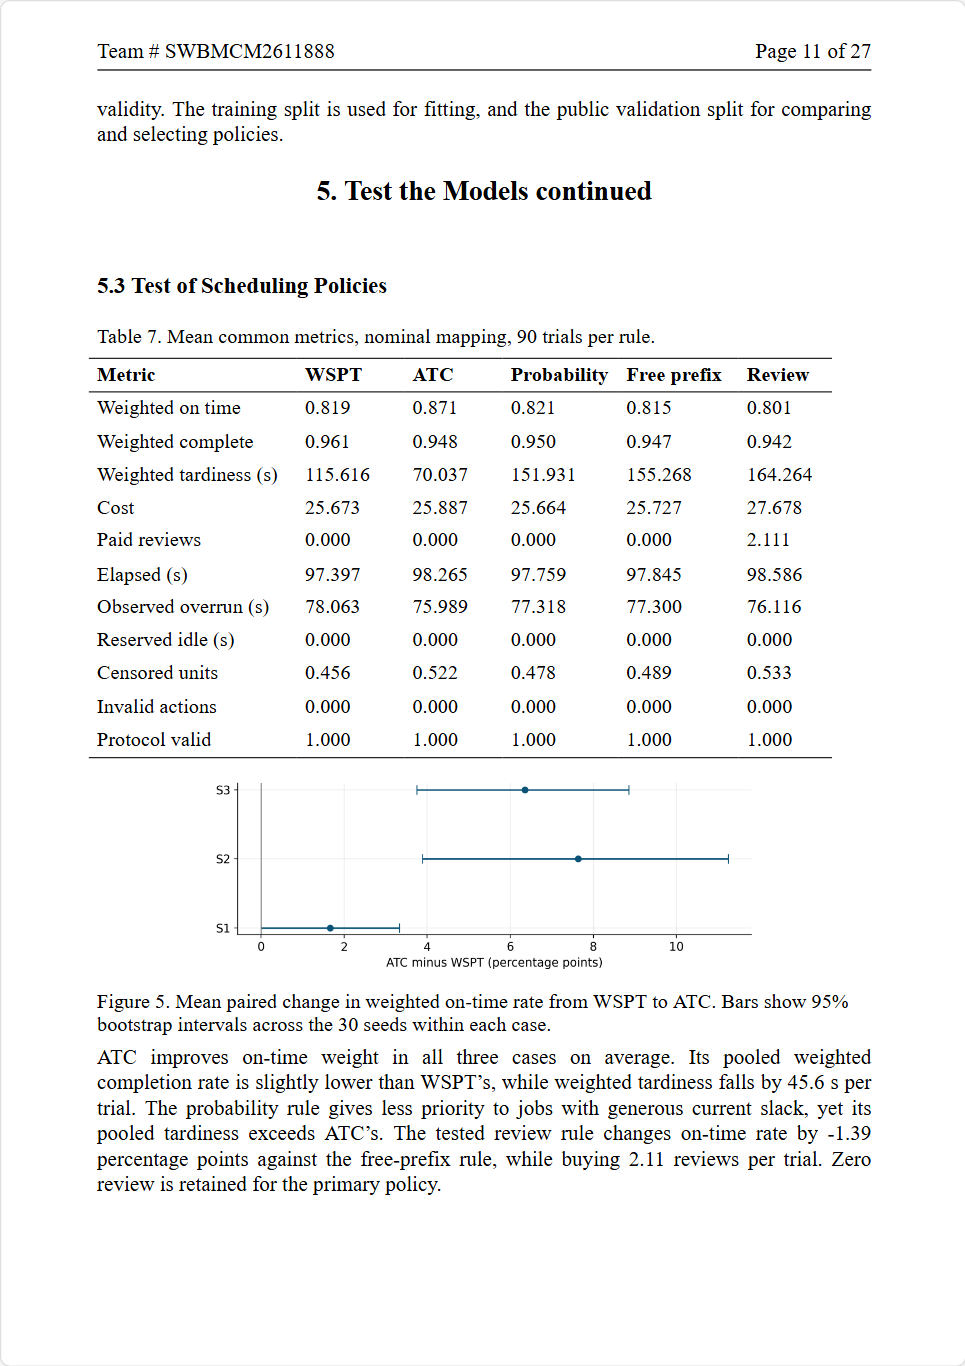 Team # SWBMCM2611888 Page 11 of 27
validity. The training split is used for fitting, and the public validation split for comparing
and selecting policies.
5. Test the Models continued
5.3 Test of Scheduling Policies
Table 7. Mean common metrics, nominal mapping, 90 trials per rule.
Metric WSPT ATC Probability Free prefix Review
Weighted on time 0.819 0.871 0.821 0.815 0.801
Weighted complete 0.961 0.948 0.950 0.947 0.942
Weighted tardiness (s) 115.616 70.037 151.931 155.268 164.264
Cost 25.673 25.887 25.664 25.727 27.678
Paid reviews 0.000 0.000 0.000 0.000 2.111
Elapsed (s) 97.397 98.265 97.759 97.845 98.586
Observed overrun (s) 78.063 75.989 77.318 77.300 76.116
Reserved idle (s) 0.000 0.000 0.000 0.000 0.000
Censored units 0.456 0.522 0.478 0.489 0.533
Invalid actions 0.000 0.000 0.000 0.000 0.000
Protocol valid 1.000 1.000 1.000 1.000 1.000
S3
S2
S1
0 2 4 6 8 10
ATC minus WSPT (percentage points)
Figure 5. Mean paired change in weighted on-time rate from WSPT to ATC. Bars show 95%
bootstrap intervals across the 30 seeds within each case.
ATC improves on-time weight in all three cases on average. Its pooled weighted
completion rate is slightly lower than WSPT’s, while weighted tardiness falls by 45.6 s per
trial. The probability rule gives less priority to jobs with generous current slack, yet its
pooled tardiness exceeds ATC’s. The tested review rule changes on-time rate by -1.39
percentage points against the free-prefix rule, while buying 2.11 reviews per trial. Zero
review is retained for the primary policy.